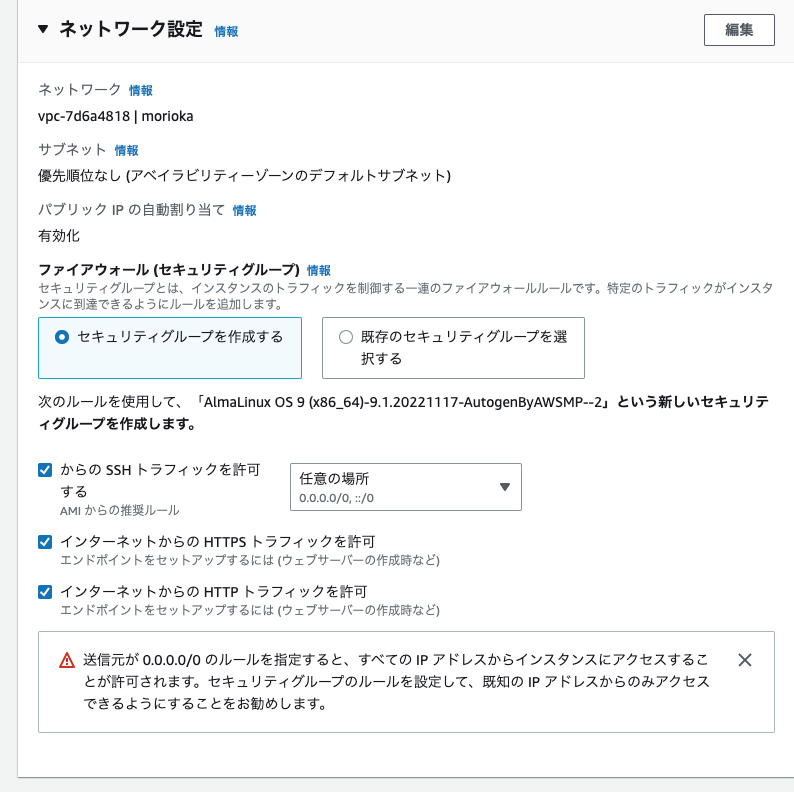 ▼ ネットワーク設定 情報
編集
ネットワーク 情報
vpc-7d6a4818 | morioka
サブネット 情報
優先順位なし (アベイラビリティーゾーンのデフォルトサブネット)
パブリック IP の自動割り当て 情報
有効化
ファイアウォール (セキュリティグループ) 情報
セキュリティグループとは、インスタンスのトラフィックを制御する一連のファイアウォールルールです。特定のトラフィックがインスタ
ンスに到達できるようにルールを追加します。
セキュリティグループを作成する
既存のセキュリティグループを選
択する
次のルールを使用して、「AlmaLinux OS 9 (x86_64)-9.1.20221117-AutogenByAWSMP--2」という新しいセキュリテ
ィグループを作成します。
からの SSH トラフィックを許可
する
AMI からの推奨ルール
任意の場所
0.0.0.0/0, ::/0
インターネットからの HTTPS トラフィックを許可
エンドポイントをセットアップするには (ウェブサーバーの作成時など)
インターネットからの HTTP トラフィックを許可
エンドポイントをセットアップするには (ウェブサーバーの作成時など)
送信元が 0.0.0.0/0 のルールを指定すると、すべての IP アドレスからインスタンスにアクセスするこ
とが許可されます。セキュリティグループのルールを設定して、既知の IP アドレスからのみアクセス
できるようにすることをお勧めします。